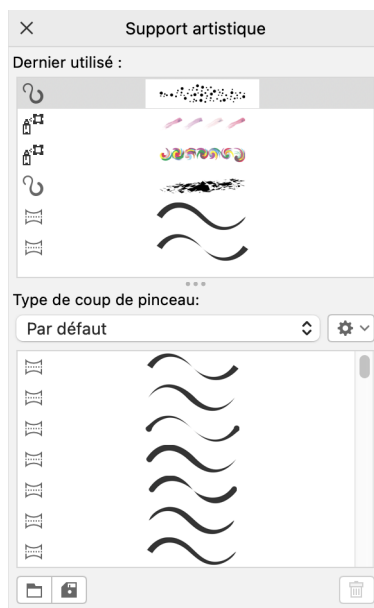 Support artistique
Dernier utilisé :
Type de coup de pinceau:
Par défaut